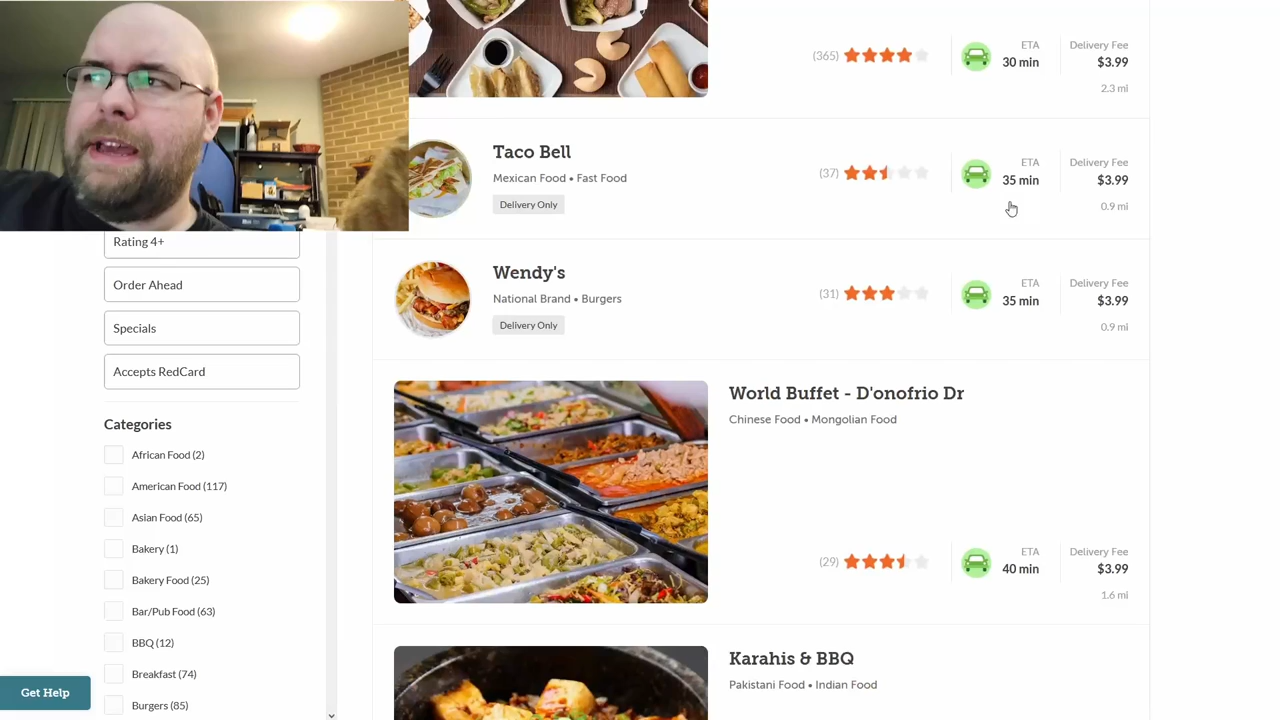 (365)
ETA
30 min
Delivery Fee
$3.99
2.3 mi
Taco Bell
Mexican Food • Fast Food
Delivery Only
(37)
ETA
35 min
Delivery Fee
$3.99
0.9 mi
Wendy's
National Brand • Burgers
Delivery Only
(31)
ETA
35 min
Delivery Fee
$3.99
0.9 mi
World Buffet - D'onofrio Dr
Chinese Food • Mongolian Food
(29)
ETA
40 min
Delivery Fee
$3.99
1.6 mi
Karahis & BBQ
Pakistani Food • Indian Food
Rating 4+
Order Ahead
Specials
Accepts RedCard
Categories
African Food (2)
American Food (117)
Asian Food (65)
Bakery (1)
Bakery Food (25)
Bar/Pub Food (63)
BBQ (12)
Breakfast (74)
Burgers (85)
Get Help